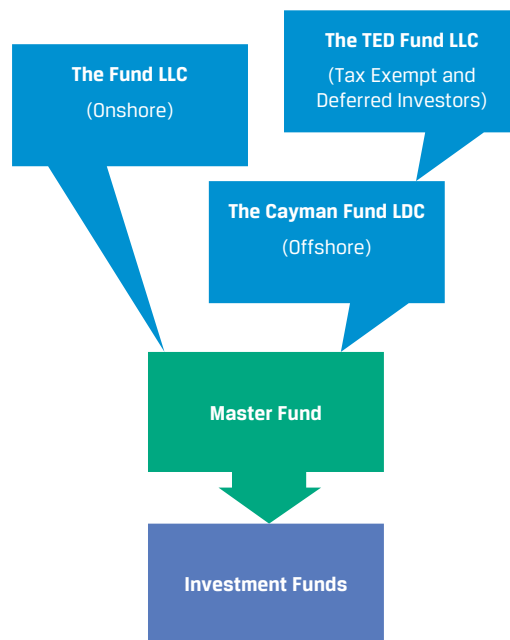 The Fund LLC
(Onshore)
The TED Fund LLC
(Tax Exempt and
Deferred Investors)
The Cayman Fund LDC
(Offshore)
Master Fund
Investment Funds